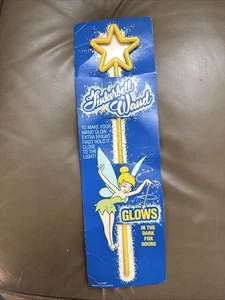 Tinkerbell
Wand
TO MAKE YOUR
WAND GLOW
EXTRA BRIGHT
FIRST HOLD IT
CLOSE
TO THE
LIGHT!
GLOWS
IN THE
DARK FOR
HOURS